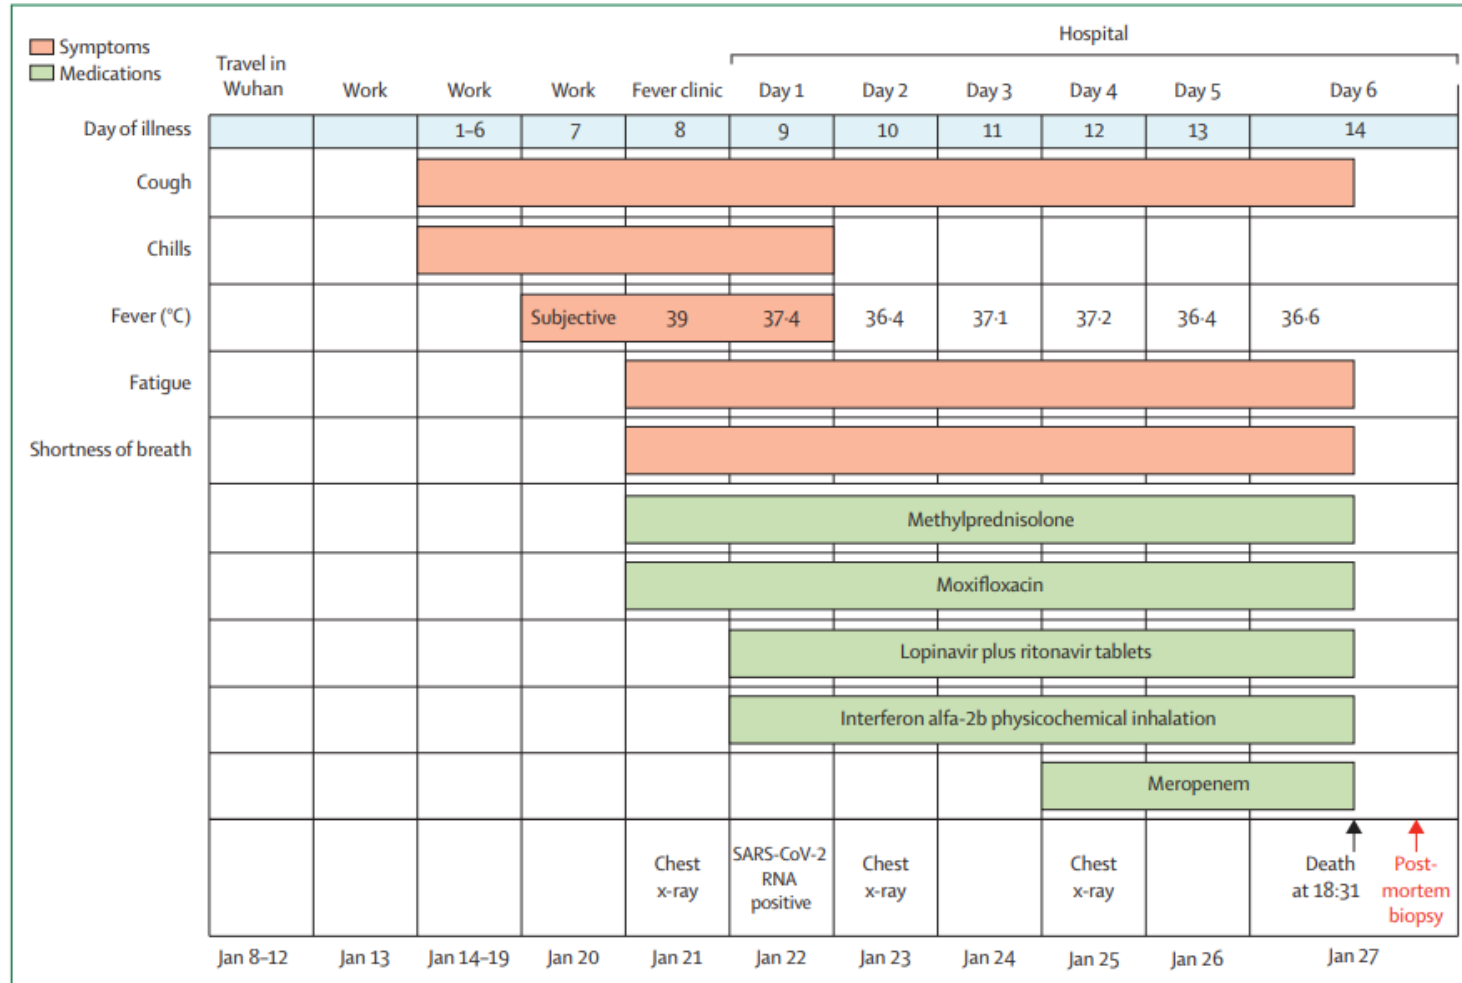 Symptoms
Medications
Hospital
Travel in
Wuhan
Work
Work
Work
Fever clinic
Day 1
Day 2
Day 3
Day 4
Day 5
Day 6
Day of illness
1–6
7
8
9
10
11
12
13
14
Cough
Chills
Fever (°C)
Subjective
39
37·4
36·4
37·1
37·2
36·4
36·6
Fatigue
Shortness of breath
Methylprednisolone
Moxifloxacin
Lopinavir plus ritonavir tablets
Interferon alfa-2b physicochemical inhalation
Meropenem
Chest
x-ray
SARS-CoV-2
RNA
positive
Chest
x-ray
Chest
x-ray
Death
at 18:31
Post-
mortem
biopsy
Jan 8–12
Jan 13
Jan 14–19
Jan 20
Jan 21
Jan 22
Jan 23
Jan 24
Jan 25
Jan 26
Jan 27